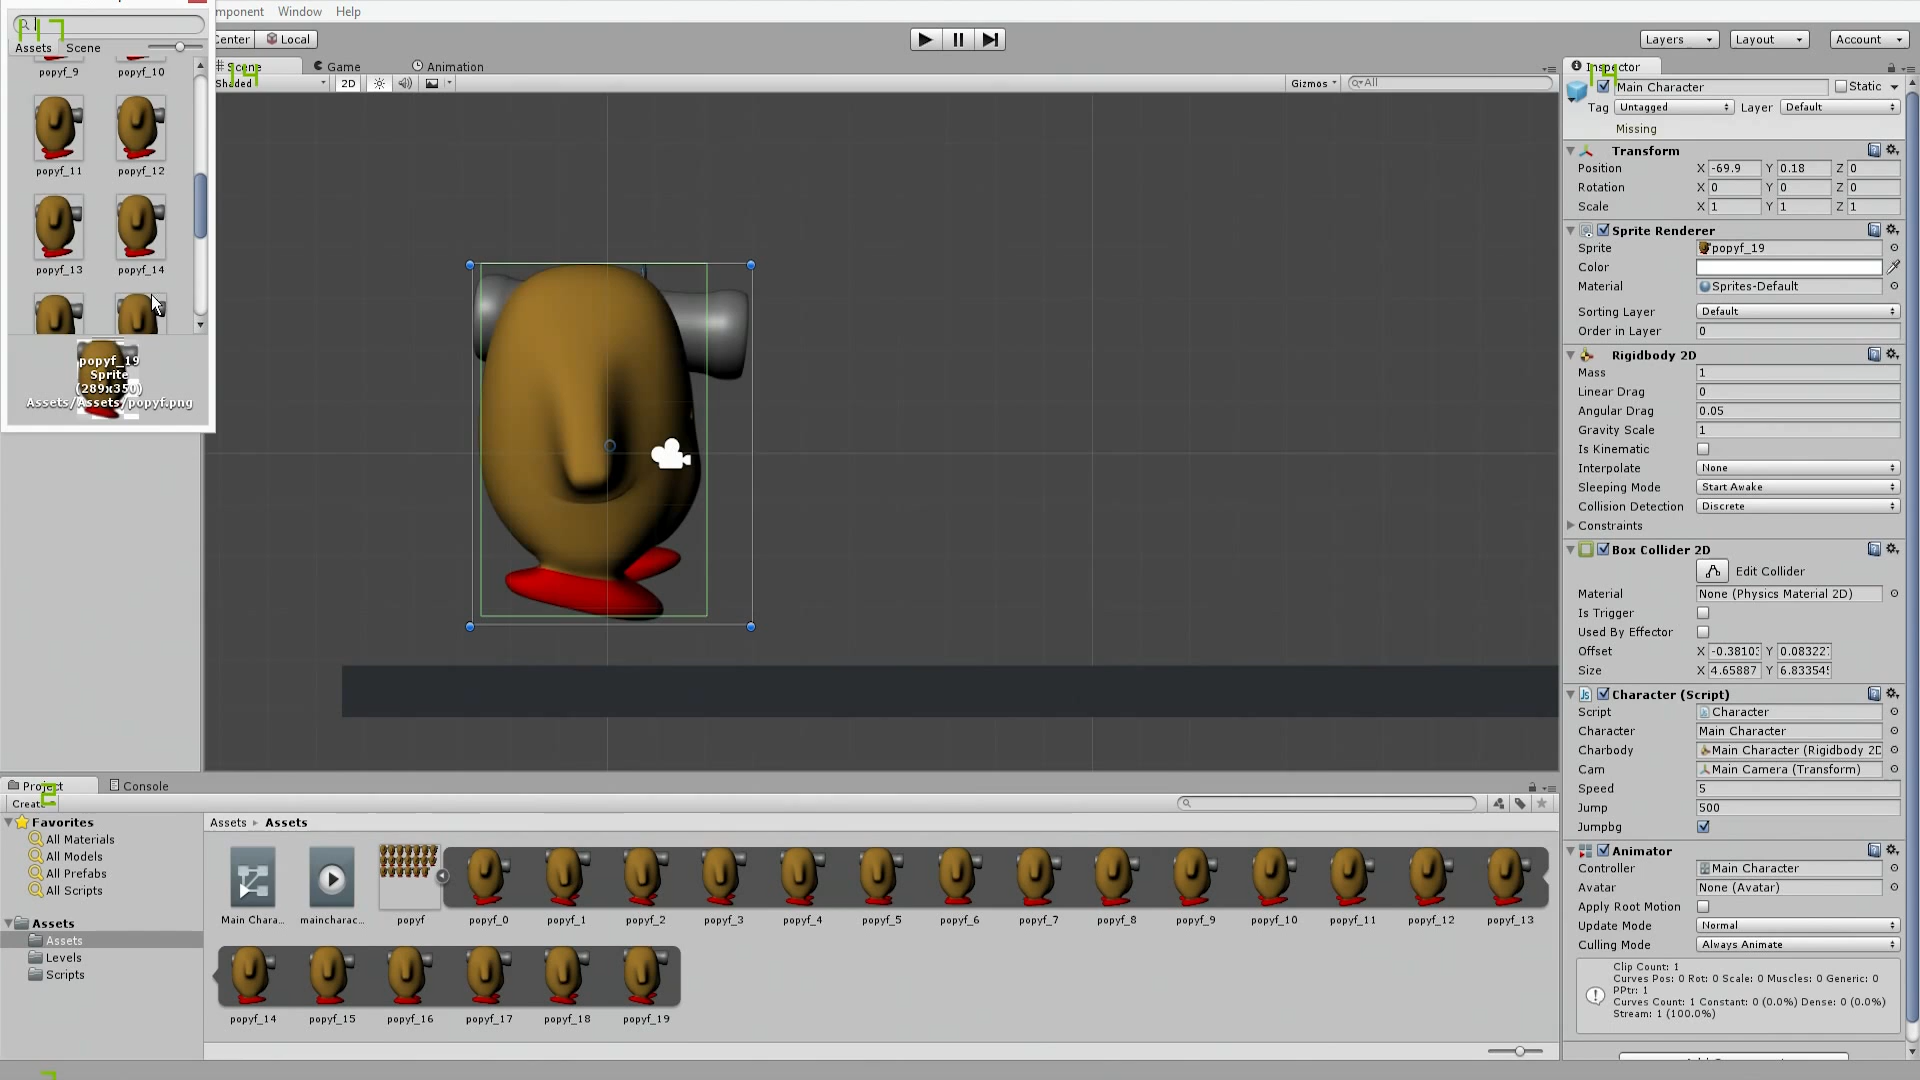 mponent Window Help
enter Local
Layers Layout Account
Assets Scene
popyf_9 popyf_10
popyf_11 popyf_12
popyf_13 popyf_14
popyf_19
Sprite
(289x350)
Assets/Assets/popyf.png
Game Animation
Shaded 2D
Gizmos All
14
Inspector
14
Main Character Static
Tag Untagged Layer Default
Missing
Transform
Position X -69.9 Y 0.18 Z 0
Rotation X 0 Y 0 Z 0
Scale X 1 Y 1 Z 1
Sprite Renderer
Sprite popyf_19
Color
Material Sprites-Default
Sorting Layer Default
Order in Layer 0
Rigidbody 2D
Mass 1
Linear Drag 0
Angular Drag 0.05
Gravity Scale 1
Is Kinematic
Interpolate None
Sleeping Mode Start Awake
Collision Detection Discrete
Constraints
Box Collider 2D
Edit Collider
Material None (Physics Material 2D)
Is Trigger
Used By Effector
Offset X -0.3810 Y 0.08322
Size X 4.65887 Y 6.83354
Js Character (Script)
Script Character
Character Main Character
Charbody Main Character (Rigidbody 2D
Cam Main Camera (Transform)
Speed 5
Jump 500
Jumpbg
Animator
Controller Main Character
Avatar None (Avatar)
Apply Root Motion
Update Mode Normal
Culling Mode Always Animate
Clip Count: 1
Curves Pos: 0 Rot: 0 Scale: 0 Muscles: 0 Generic: 0
PPtr: 1
Curves Count: 1 Constant: 0 (0.0%) Dense: 0 (0.0%)
Stream: 1 (100.0%)
Project Console
2
Create
Favorites
All Materials
All Models
All Prefabs
All Scripts
Assets
Assets
Levels
Scripts
Assets Assets
Main Chara... maincharac... popyf popyf_0 popyf_1 popyf_2 popyf_3 popyf_4 popyf_5 popyf_6 popyf_7 popyf_8 popyf_9 popyf_10 popyf_11 popyf_12 popyf_13
popyf_14 popyf_15 popyf_16 popyf_17 popyf_18 popyf_19